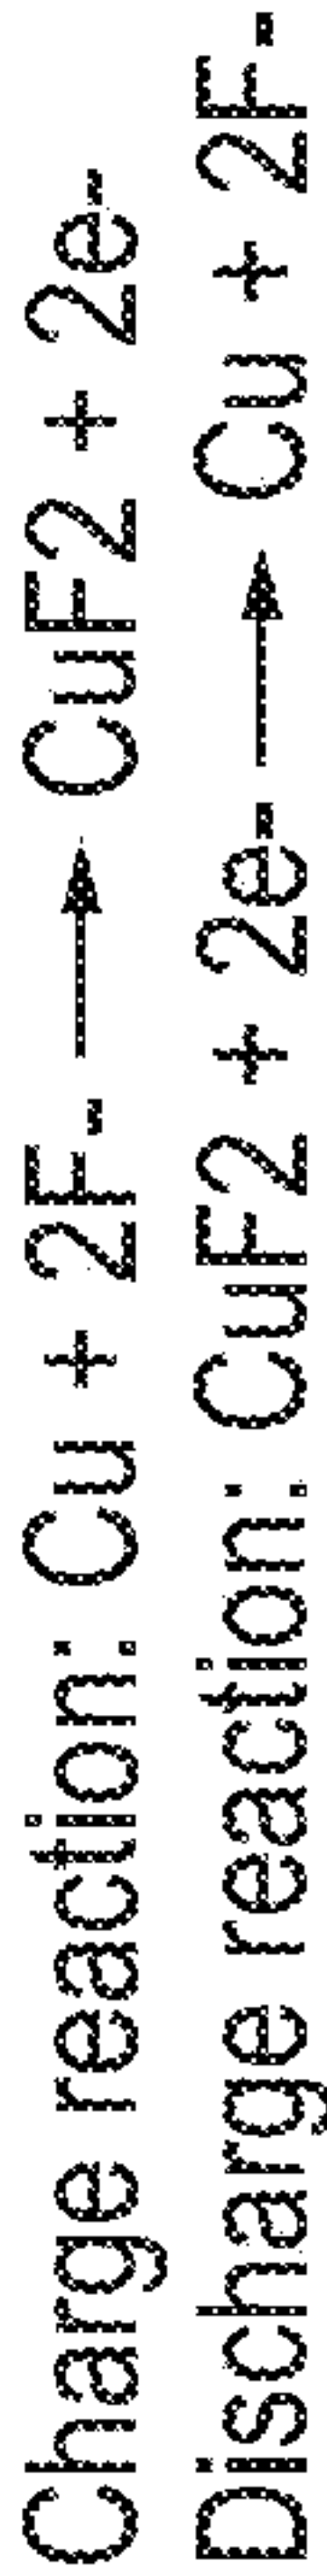 Charge reaction: Cu + 2F- → CuF2 + 2e-
Discharge reaction: CuF2 + 2e- → Cu + 2F-